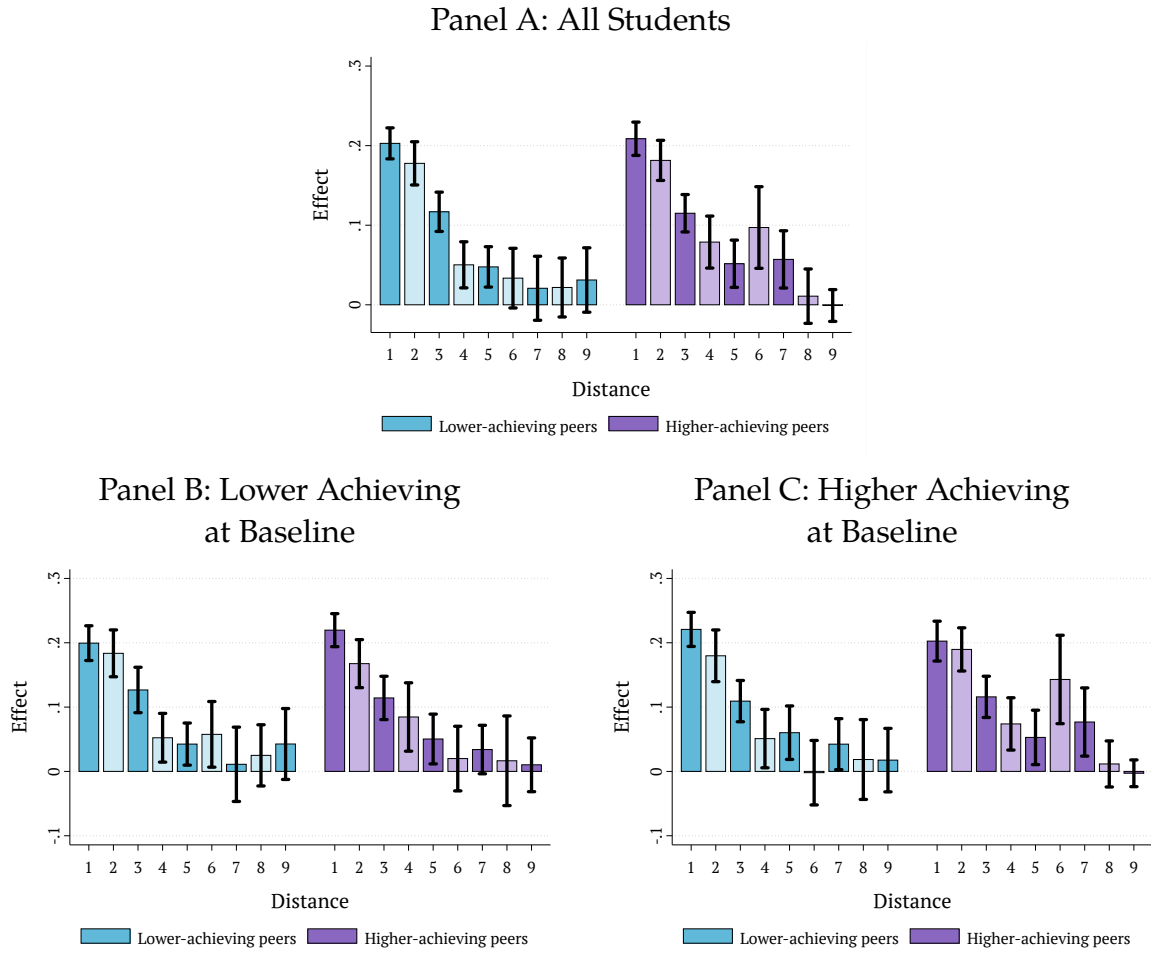 Panel A: All Students
.3
.2
.1
0
Effect
1 2 3 4 5 6 7 8 9 1 2 3 4 5 6 7 8 9
Distance
Lower-achieving peers Higher-achieving peers
Panel B: Lower Achieving
at Baseline
.3
.2
.1
0
-.1
Effect
1 2 3 4 5 6 7 8 9 1 2 3 4 5 6 7 8 9
Distance
Lower-achieving peers Higher-achieving peers
Panel C: Higher Achieving
at Baseline
.3
.2
.1
0
-.1
Effect
1 2 3 4 5 6 7 8 9 1 2 3 4 5 6 7 8 9
Distance
Lower-achieving peers Higher-achieving peers